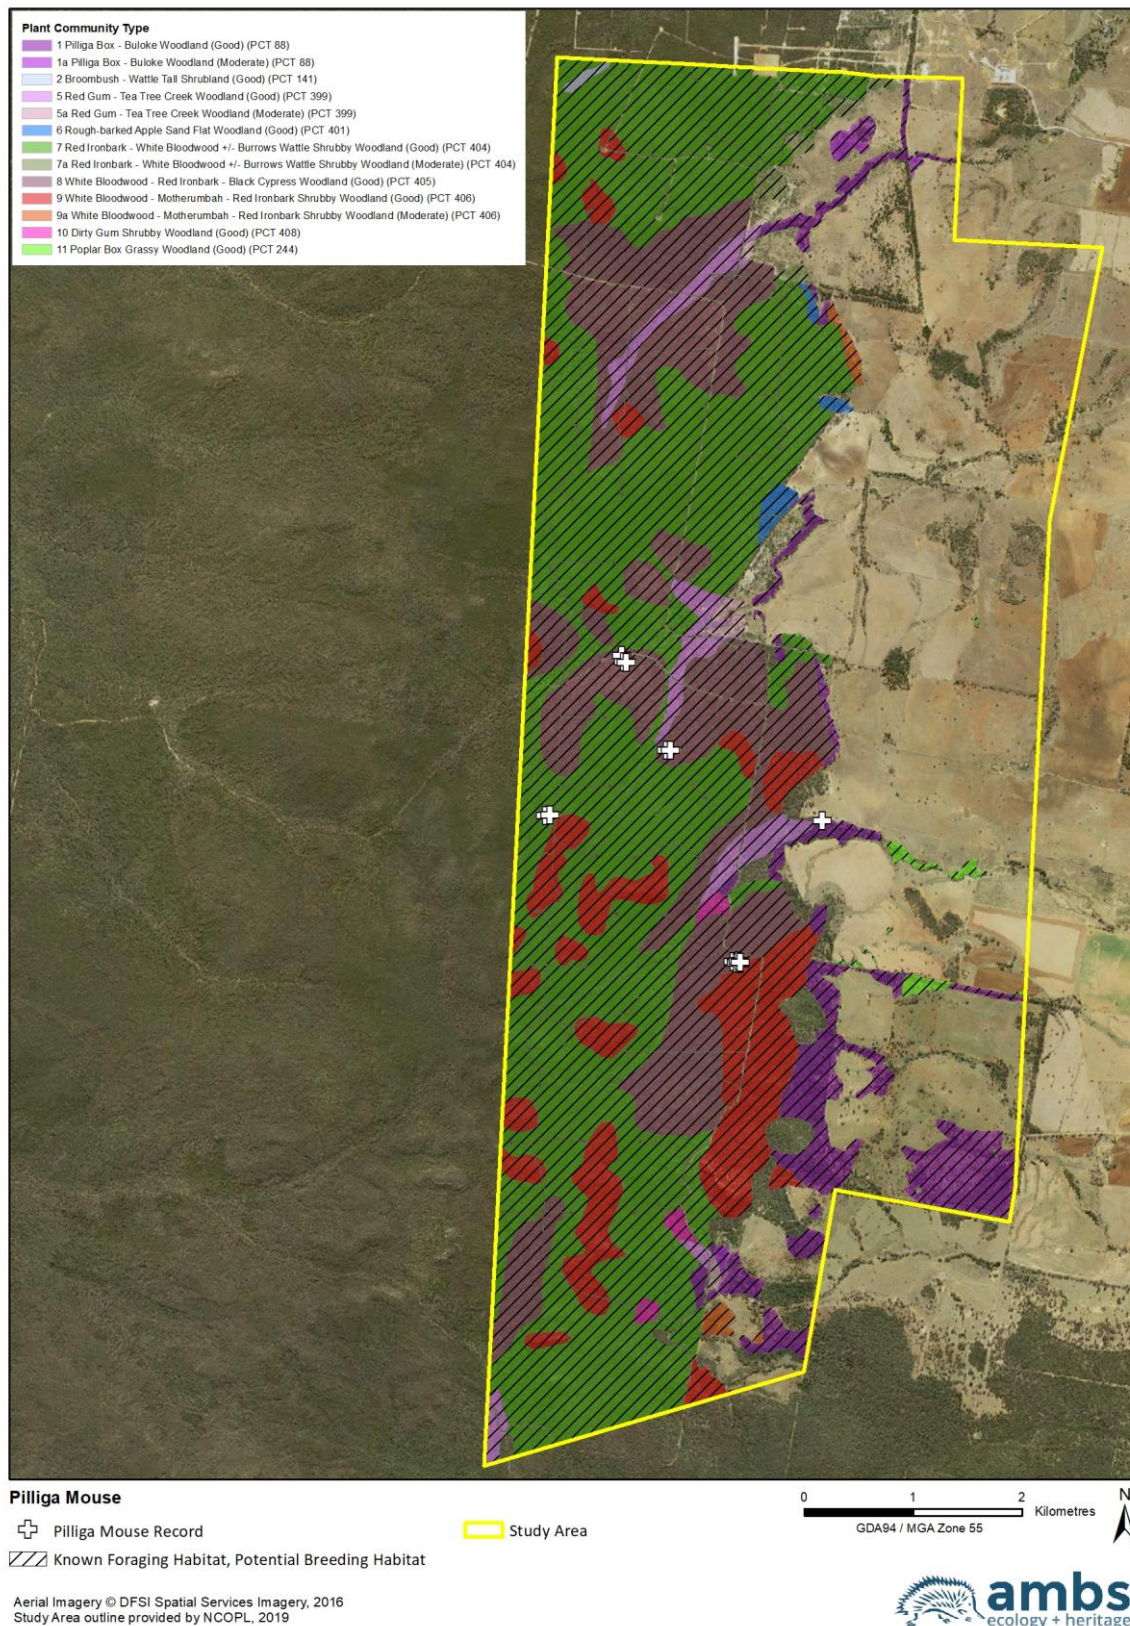 Plant Community Type
1 Pilliga Box - Buloke Woodland (Good) (PCT 88)
1a Pilliga Box - Buloke Woodland (Moderate) (PCT 88)
2 Broombush - Wattle Tall Shrubland (Good) (PCT 141)
5 Red Gum - Tea Tree Creek Woodland (Good) (PCT 399)
5a Red Gum - Tea Tree Creek Woodland (Moderate) (PCT 399)
6 Rough-barked Apple Sand Flat Woodland (Good) (PCT 401)
7 Red Ironbark - White Bloodwood +/- Burrows Wattle Shrubby Woodland (Good) (PCT 404)
7a Red Ironbark - White Bloodwood +/- Burrows Wattle Shrubby Woodland (Moderate) (PCT 404)
8 White Bloodwood - Red Ironbark - Black Cypress Woodland (Good) (PCT 405)
9 White Bloodwood - Motherumbah - Red Ironbark Shrubby Woodland (Good) (PCT 406)
9a White Bloodwood - Motherumbah - Red Ironbark Shrubby Woodland (Moderate) (PCT 406)
10 Dirty Gum Shrubby Woodland (Good) (PCT 408)
11 Poplar Box Grassy Woodland (Good) (PCT 244)
Pilliga Mouse
Pilliga Mouse Record
Known Foraging Habitat, Potential Breeding Habitat
Study Area
0 1 2
Kilometres
GDA94 / MGA Zone 55
N
Aerial Imagery © DFSI Spatial Services Imagery, 2016
Study Area outline provided by NCOPL, 2019
ambs
ecology + heritage